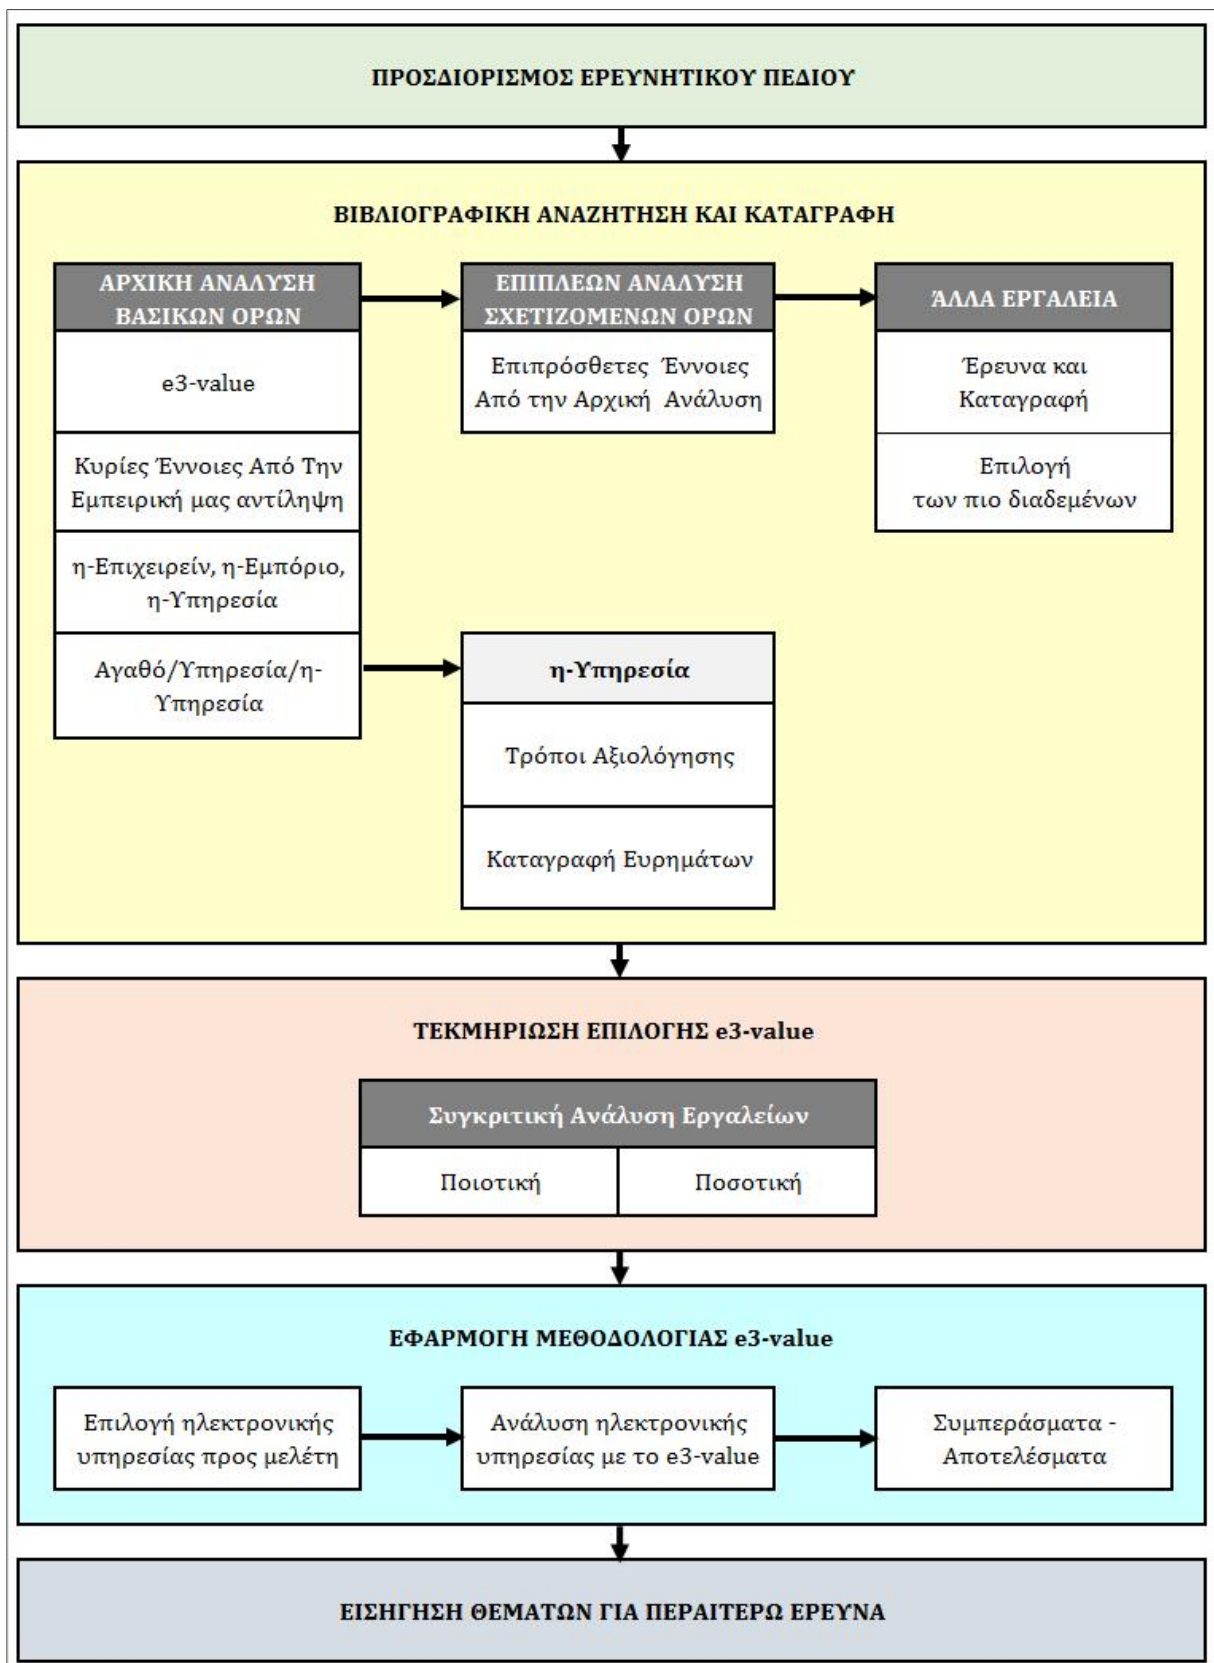 ΠΡΟΣΔΙΟΡΙΣΜΟΣ ΕΡΕΥΝΗΤΙΚΟΥ ΠΕΔΙΟΥ
ΒΙΒΛΙΟΓΡΑΦΙΚΗ ΑΝΑΖΗΤΗΣΗ ΚΑΙ ΚΑΤΑΓΡΑΦΗ
ΑΡΧΙΚΗ ΑΝΑΛΥΣΗ
ΒΑΣΙΚΩΝ ΟΡΩΝ
e3-value
Κυρίες Έννοιες Από Την
Εμπειρική μας αντίληψη
η-Επιχειρείν, η-Εμπόριο,
η-Υπηρεσία
Αγαθό/Υπηρεσία/η-
Υπηρεσία
ΕΠΙΠΛΕΩΝ ΑΝΑΛΥΣΗ
ΣΧΕΤΙΖΟΜΕΝΩΝ ΟΡΩΝ
Επιπρόσθετες Έννοιες
Από την Αρχική Ανάλυση
η-Υπηρεσία
Τρόποι Αξιολόγησης
Καταγραφή Ευρημάτων
ΆΛΛΑ ΕΡΓΑΛΕΙΑ
Έρευνα και
Καταγραφή
Επιλογή
των πιο διαδεμένων
ΤΕΚΜΗΡΙΩΣΗ ΕΠΙΛΟΓΗΣ e3-value
Συγκριτική Ανάλυση Εργαλείων
Ποιοτική
Ποσοτική
ΕΦΑΡΜΟΓΗ ΜΕΘΟΔΟΛΟΓΙΑΣ e3-value
Επιλογή ηλεκτρονικής
υπηρεσίας προς μελέτη
Ανάλυση ηλεκτρονικής
υπηρεσίας με το e3-value
Συμπεράσματα -
Αποτελέσματα
ΕΙΣΗΓΗΣΗ ΘΕΜΑΤΩΝ ΓΙΑ ΠΕΡΑΙΤΕΡΩ ΕΡΕΥΝΑ